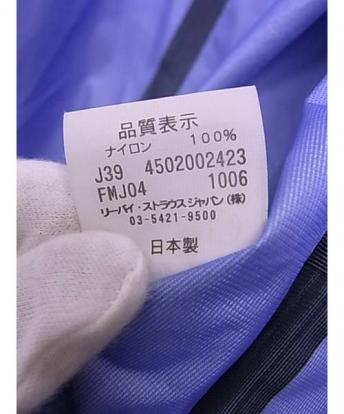 品質表示
ナイロン 100%
J39 4502002423
FMJ04 1006
リーバイ・ストラウス ジャパン(株)
03-5421-9500
日本製